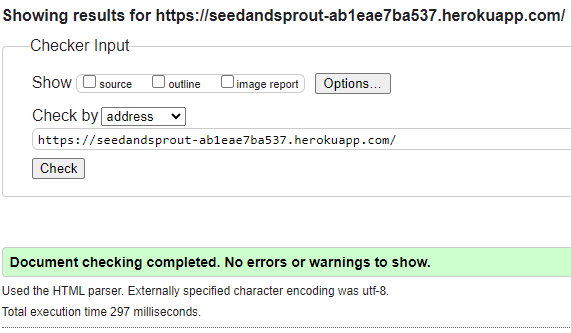 Showing results for https://seedandsprout-ab1eae7ba537.herokuapp.com/
Checker Input
Show source outline image report Options...
Check by address
https://seedandsprout-ab1eae7ba537.herokuapp.com/
Check
Document checking completed. No errors or warnings to show.
Used the HTML parser. Externally specified character encoding was utf-8.
Total execution time 297 milliseconds.